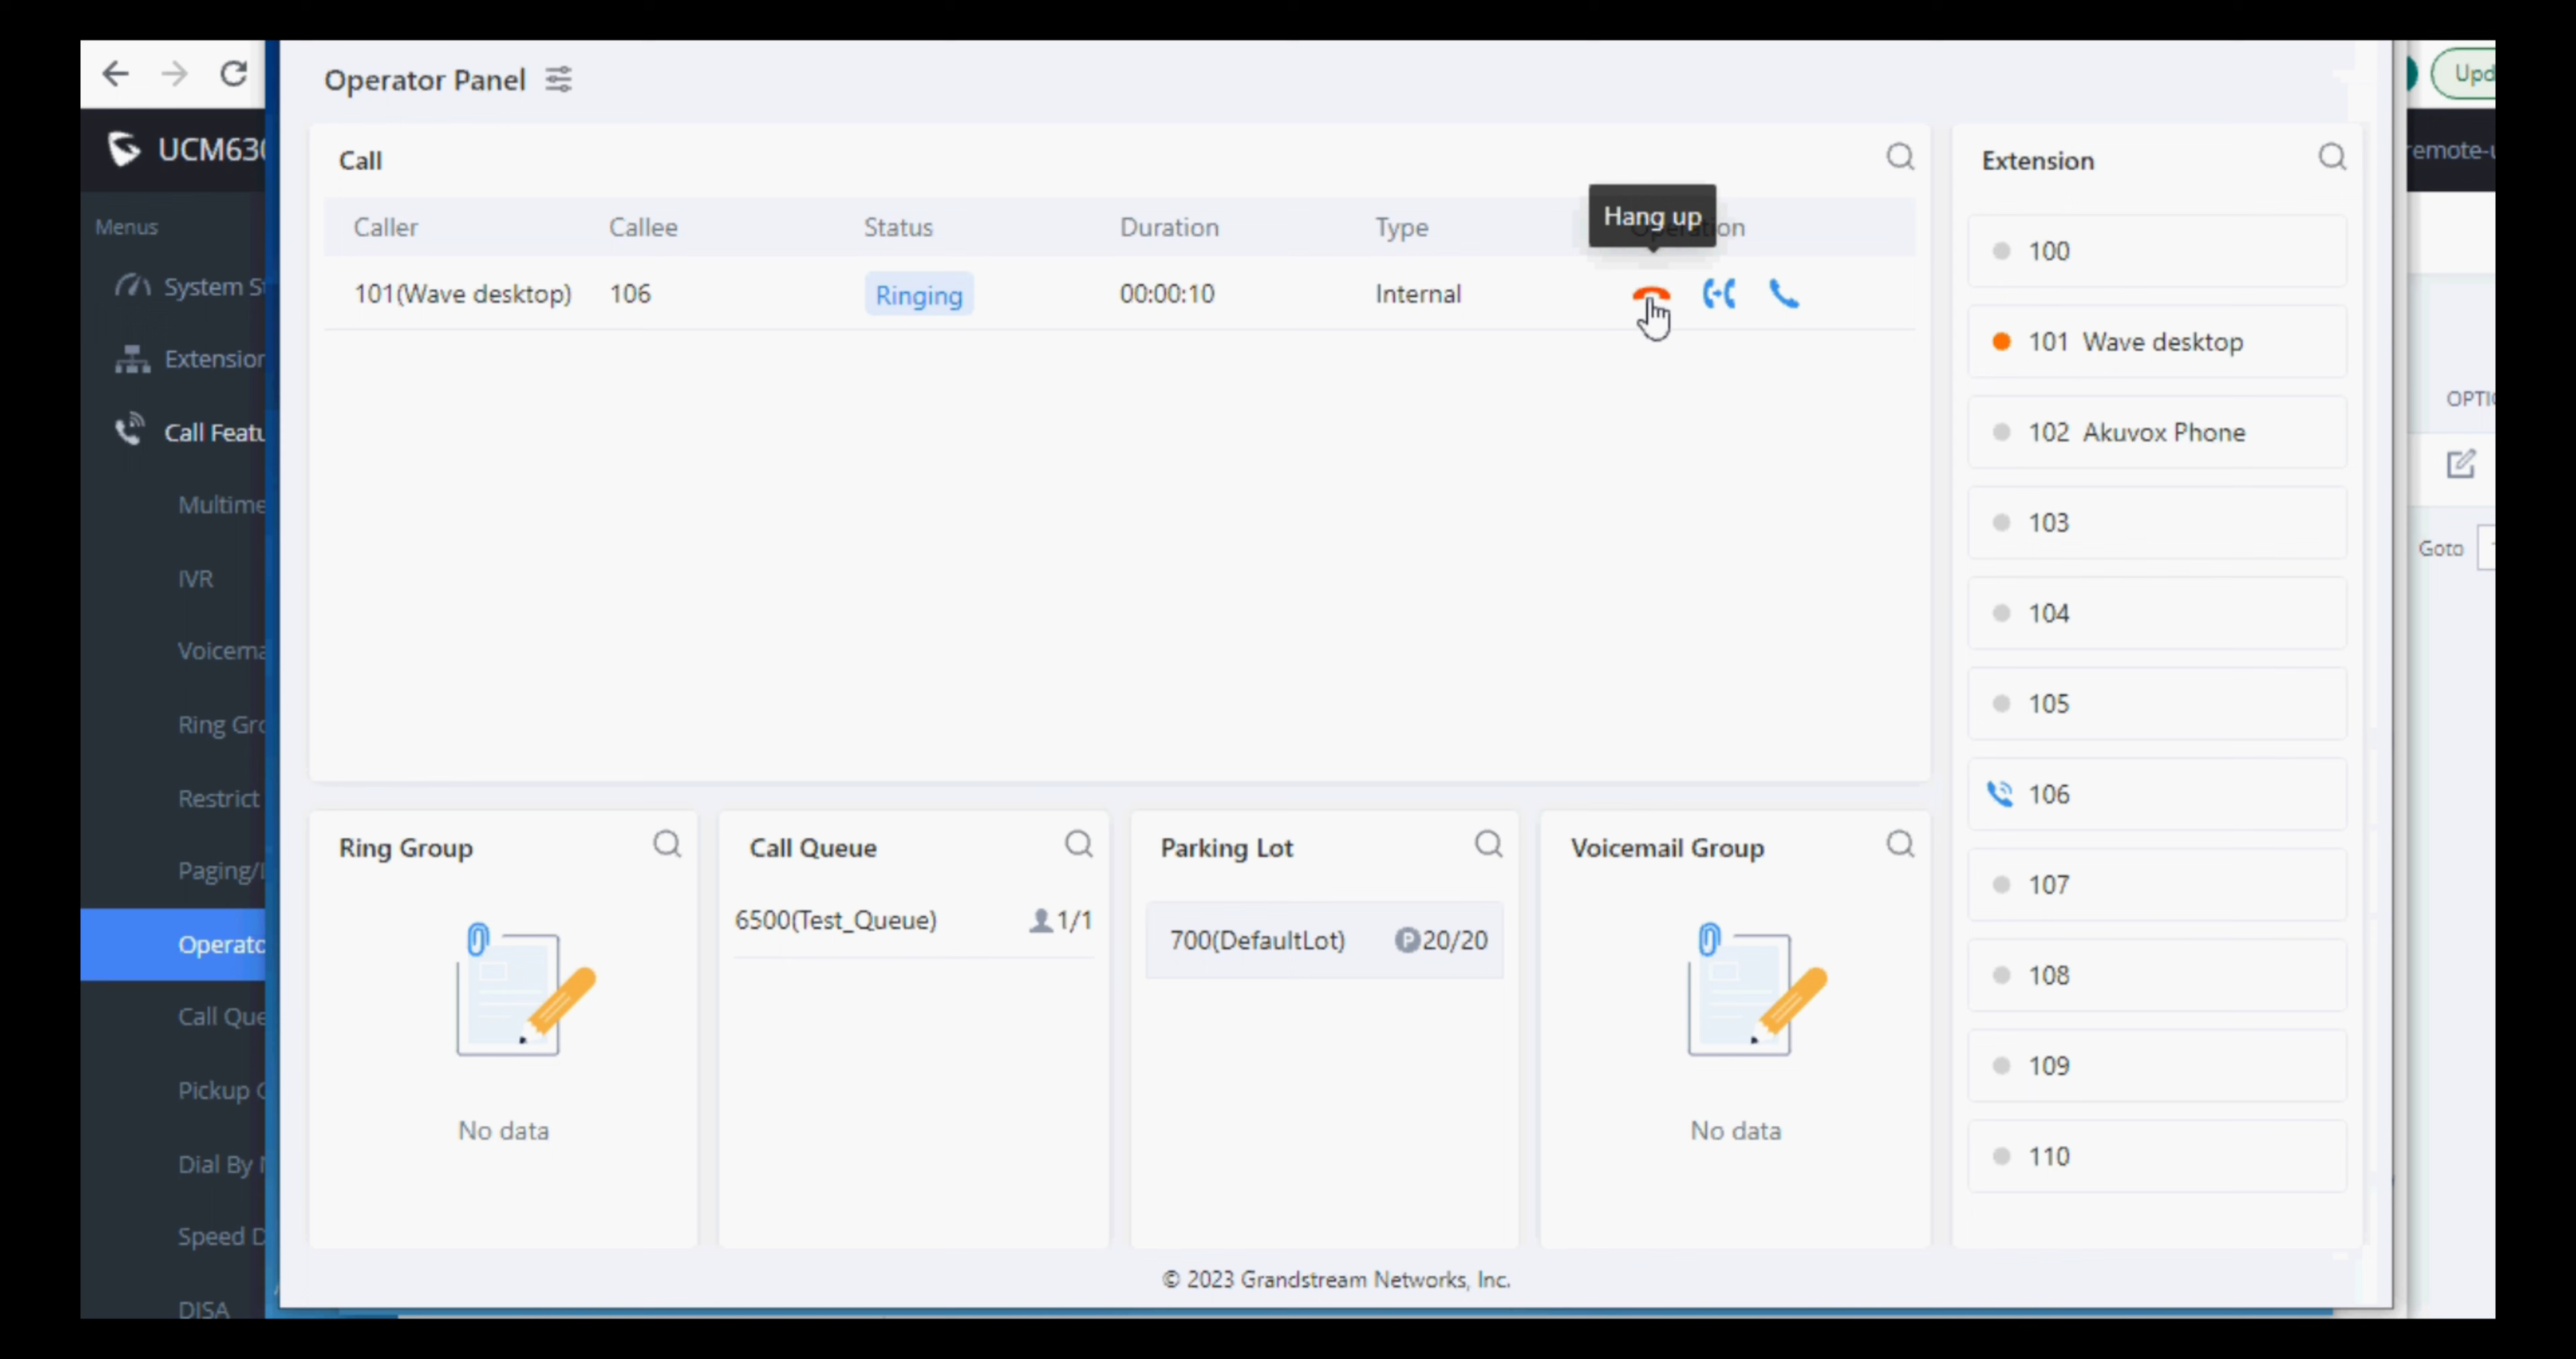 Operator Panel
Upd
UCM630
remote-u
Menus
System S
Extension
Call Featu
Multime
IVR
Voicema
Ring Gro
Restrict
Paging/I
Operato
Call Que
Pickup
Dial By
Speed D
DISA
Call
Hang up
Caller Callee Status Duration Type
101(Wave desktop) 106 Ringing 00:00:10 Internal
Extension
100
101 Wave desktop
102 Akuvox Phone
103
104
105
106
107
108
109
110
OPTI
Goto
Ring Group
No data
Call Queue
6500(Test_Queue) 1/1
Parking Lot
700(DefaultLot) P 20/20
Voicemail Group
No data
© 2023 Grandstream Networks, Inc.